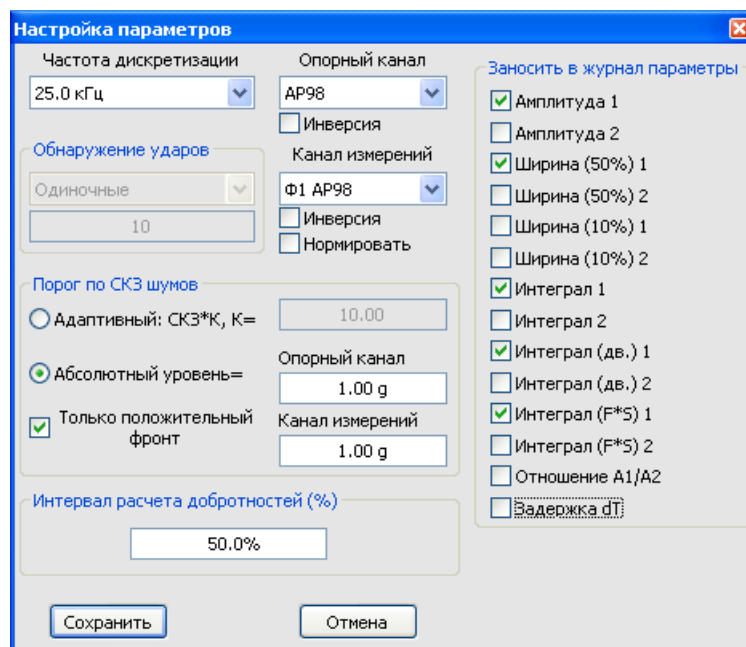 Настройка параметров
Частота дискретизации
25.0 кГц
Опорный канал
АР98
Инверсия
Обнаружение ударов
Одиночные
10
Канал измерений
Ф1 АР98
Инверсия
Нормировать
Порог по СКЗ шумов
Адаптивный: СКЗ*К, К=
10.00
Абсолютный уровень=
Опорный канал
1.00 g
Только положительный
фронт
Канал измерений
1.00 g
Интервал расчета добротностей (%)
50.0%
Заносить в журнал параметры
Амплитуда 1
Амплитуда 2
Ширина (50%) 1
Ширина (50%) 2
Ширина (10%) 1
Ширина (10%) 2
Интеграл 1
Интеграл 2
Интеграл (дв.) 1
Интеграл (дв.) 2
Интеграл (F*S) 1
Интеграл (F*S) 2
Отношение А1/А2
Задержка dT
Сохранить
Отмена